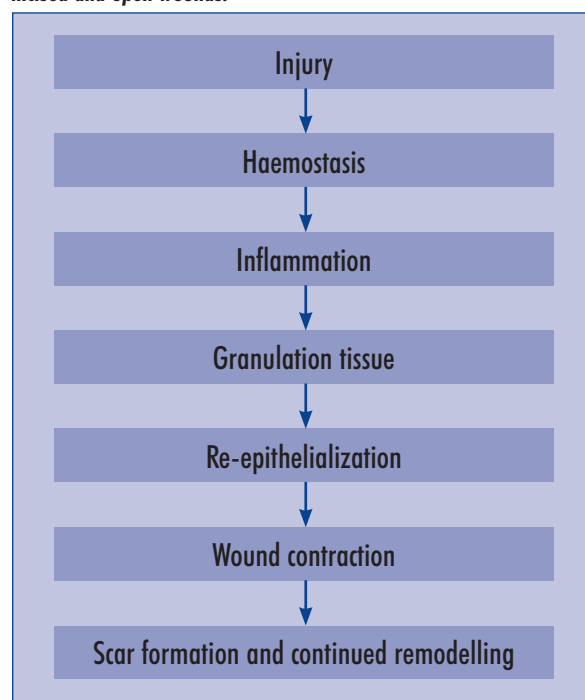 Injury
Haemostasis
Inflammation
Granulation tissue
Re-epithelialization
Wound contraction
Scar formation and continued remodelling